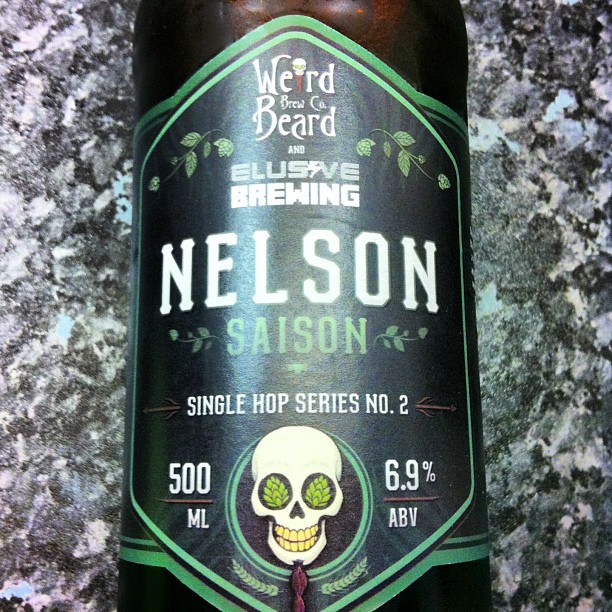 Weird
Brew Co.
Beard
AND
ELUSIVE
BREWING
NELSON
SAISON
SINGLE HOP SERIES NO. 2
500
ML
6.9%
ABV